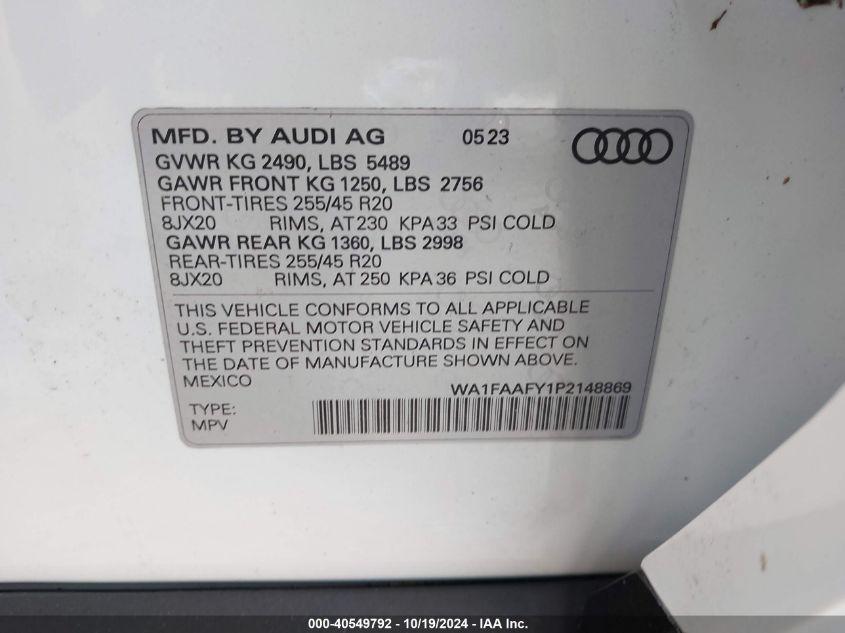 MFD. BY AUDI AG 0523
GVWR KG 2490, LBS 5489
GAWR FRONT KG 1250, LBS 2756
FRONT-TIRES 255/45 R20
8JX20 RIMS, AT 230 KPA 33 PSI COLD
GAWR REAR KG 1360, LBS 2998
REAR-TIRES 255/45 R20
8JX20 RIMS, AT 250 KPA 36 PSI COLD
THIS VEHICLE CONFORMS TO ALL APPLICABLE
U.S. FEDERAL MOTOR VEHICLE SAFETY AND
THEFT PREVENTION STANDARDS IN EFFECT ON
THE DATE OF MANUFACTURE SHOWN ABOVE.
MEXICO
WA1FAAFY1P2148869
TYPE:
MPV
000-40549792 - 10/19/2024 - IAA Inc.